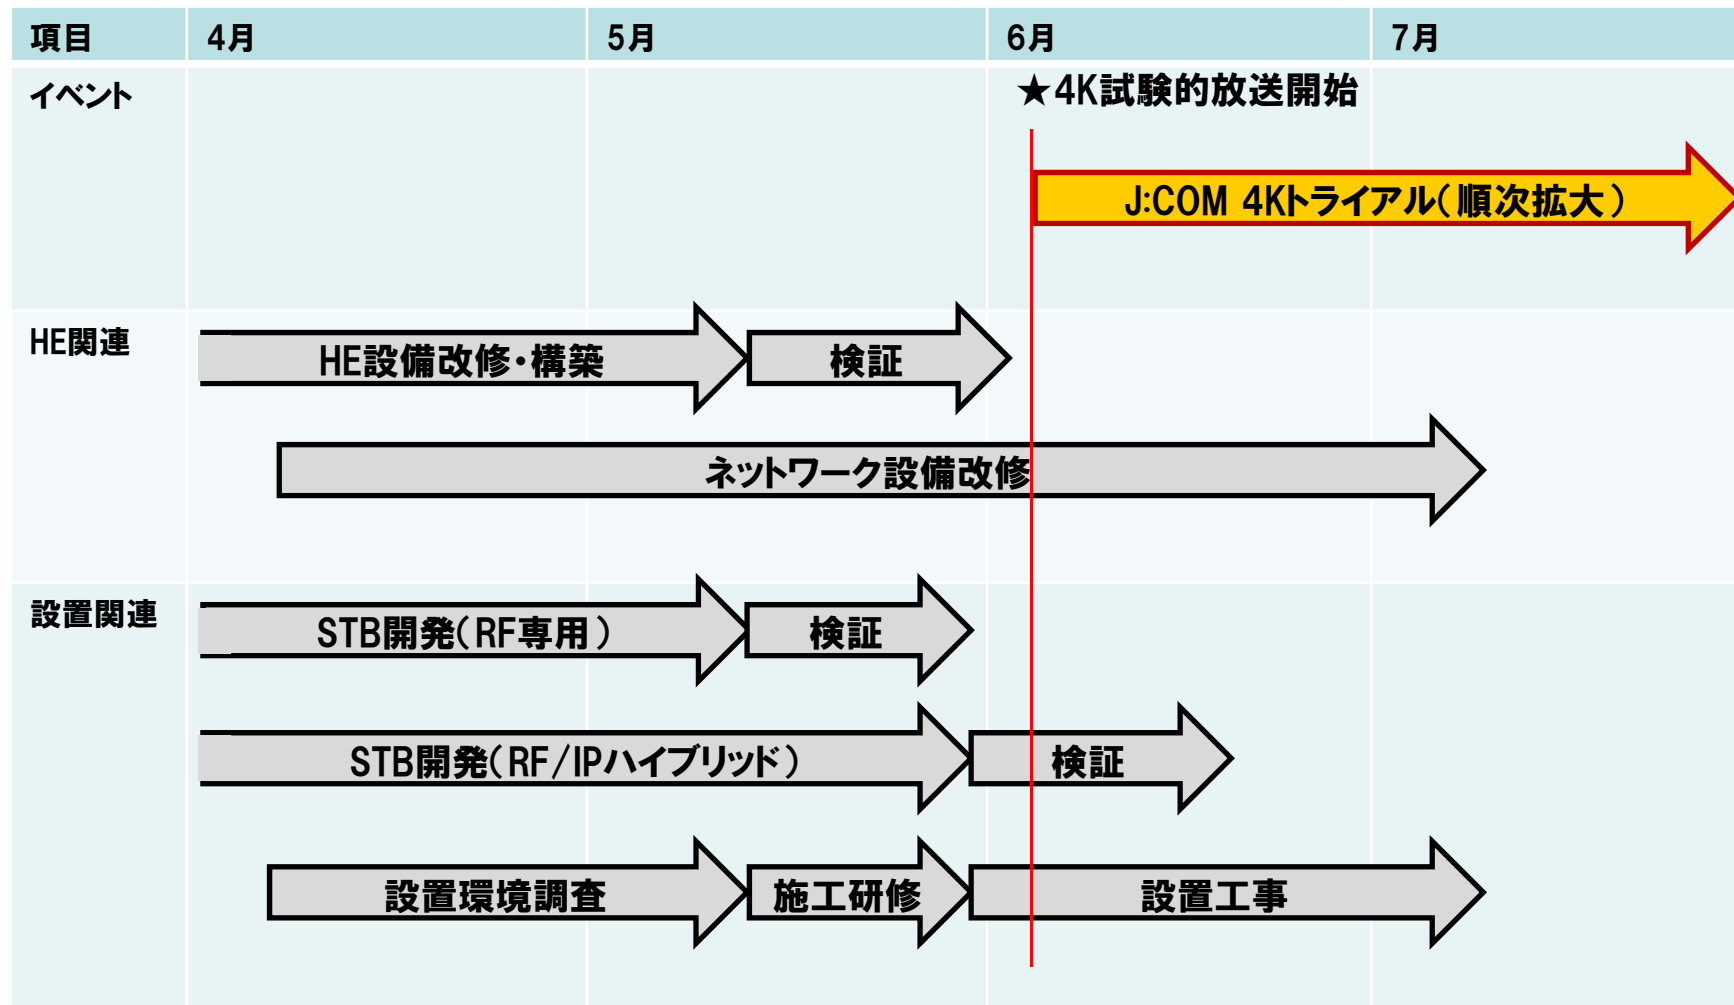 項目 4月 5月 6月 7月
イベント
★4K試験的放送開始
J:COM 4Kトライアル(順次拡大)
HE関連
HE設備改修・構築 検証
ネットワーク設備改修
設置関連
STB開発(RF専用) 検証
STB開発(RF/IPハイブリッド) 検証
設置環境調査 施工研修 設置工事